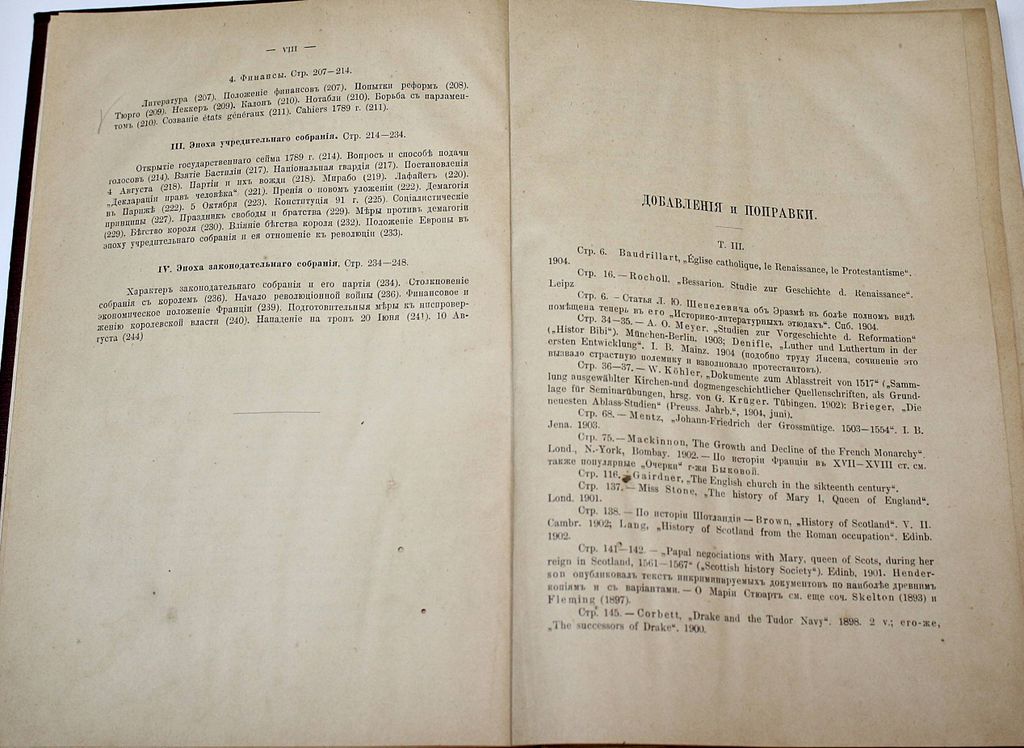 — VIII —
4. Финансы. Стр. 207—214.
Литература (207). Положеніе финансовъ (207). Попытки реформъ (208).
Тюрго (209). Неккеръ (209). Калонъ (210). Нотабли (210). Борьба съ парламен-
томъ (210). Созваніе états généraux (211). Cahiers 1789 г. (211).
III. Эпоха учредительнаго собранія. Стр. 214—234.
Открытіе государственнаго сейма 1789 г. (214). Вопросъ и способѣ подачи
голосовъ (214). Взятіе Бастиліи (217). Національная гвардія (217). Постановленія
4 Августа (218). Партіи и ихъ вожди (218). Мирабо (219). Лафайетъ (220).
„Деклараціи правъ человѣка“ (221). Пренія о новомъ уложеніи (222). Демагогія
въ Парижѣ (222). 5 Октября (223). Конституція 91 г. (225). Соціалистическіе
принципы (227). Праздникъ свободы и братства (229). Мѣры противъ демагогіи
(229). Бѣгство короля (230). Вліяніе бѣгства короля (232). Положеніе Европы въ
эпоху учредительнаго собранія и ея отношеніе къ революціи (233).
IV. Эпоха законодательнаго собранія. Стр. 234—248.
Характеръ законодательнаго собранія и его партія (234). Столкновеніе
собранія съ королемъ (236). Начало революціонной войны (236). Финансовое и
экономическое положеніе Франціи (239). Подготовительныя мѣры къ ниспровер-
женію королевской власти (240). Нападеніе на тронъ 20 Іюня (241). 10 Ав-
густа (244)
ДОБАВЛЕНІЯ и ПОПРАВКИ.
Т. III.
Стр. 6. Baudrillart, „Église catholique, le Renaissance, le Protestantisme“.
1904.
Стр. 16. — Rocholl, „Bessarion. Studie zur Geschichte d. Renaissance“.
Leipz
Стр. 6. — Статья Л. Ю. Шепелевича объ Эразмѣ въ болѣе полномъ видѣ
помѣщена теперь въ его „Историко-литературныхъ этюдахъ“. Спб. 1904.
Стр. 34—35. — A. O. Meyer, „Studien zur Vorgeschichte d. Reformation“
(„Histor Bibi“). München-Berlin. 1903; Denifle, „Luther und Luthertum in der
ersten Entwicklung“. I. B. Mainz. 1904 (подобно труду Янсена, сочиненіе это
вызвало страстную полемику и взволновало протестантовъ).
Стр. 36—37. — W. Köhler, „Dokumente zum Ablasstreit von 1517“ („Samm-
lung ausgewählter Kirchen-und dogmengeschichtlicher Quellenschriften, als Grund-
lage für Seminarübungen, hrsg. von G. Krüger. Tübingen. 1902); Brieger, „Die
neuesten Ablass-Studien“ (Preuss. Jahrb.“, 1904, juni).
Стр. 68. — Mentz, „Johann-Friedrich der Grossmütige. 1503—1554“. I. B.
Jena. 1903.
Стр. 75. — Mackinnon, The Growth and Decline of the French Monarchy“.
Lond., N.-York, Bombay. 1902. — По исторіи Франціи въ XVII—XVIII ст. см.
также популярные „Очерки“ г-жи Быковой.
Стр. 116. Gairdner, „The English church in the sikteenth century“.
Стр. 137. — Miss Stone, „The history of Mary I, Queen of England“.
Lond. 1901.
Стр. 138. — По исторіи Шотландіи — Brown, „History of Scotland“. V. II.
Cambr. 1902; Lang, „History of Scotland from the Roman occupation“. Edinb.
1902.
Стр. 141—142. — „Papal negociations with Mary, queen of Scots, during her
reign in Scotland, 1561—1567“ („Scottish history Society“). Edinb, 1901. Hender-
son опубликовалъ текстъ инкриминируемыхъ документовъ по наиболѣе древнимъ
копіямъ и съ варіантами. — О Маріи Стюартъ см. еще соч. Skelton (1893) и
Fleming (1897).
Стр. 145. — Corbett, „Drake and the Tudor Navy“. 1898. 2 v.; его-же,
„The successors of Drake“. 1900.